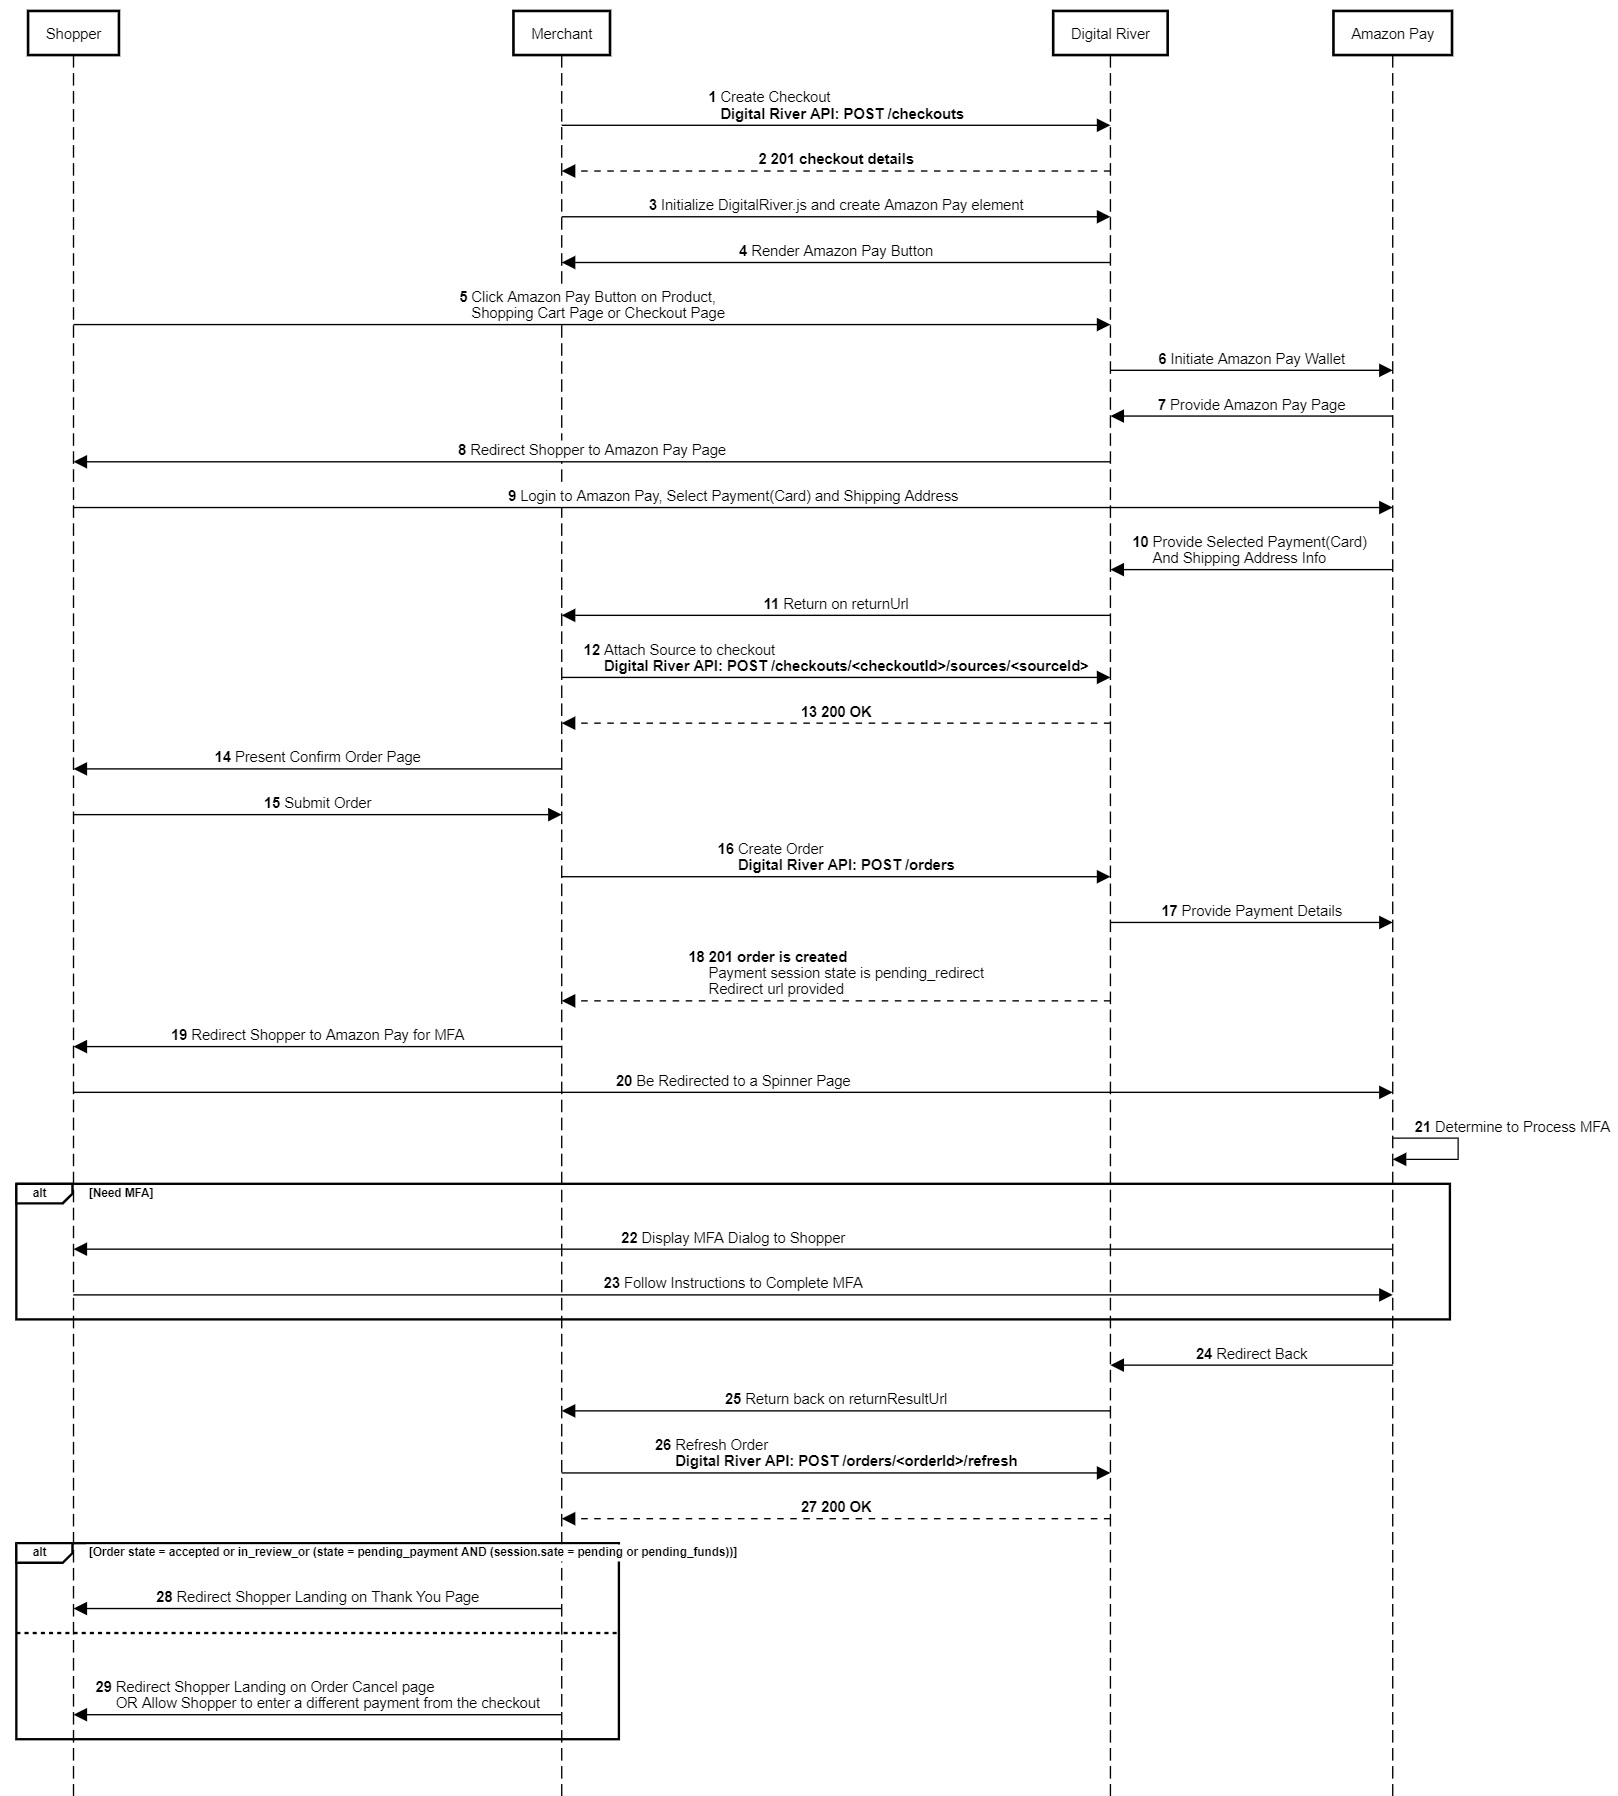 Shopper
Merchant
Digital River
Amazon Pay
1 Create Checkout
Digital River API: POST /checkouts
2 201 checkout details
3 Initialize DigitalRiver.js and create Amazon Pay element
4 Render Amazon Pay Button
5 Click Amazon Pay Button on Product,
Shopping Cart Page or Checkout Page
6 Initiate Amazon Pay Wallet
7 Provide Amazon Pay Page
8 Redirect Shopper to Amazon Pay Page
9 Login to Amazon Pay, Select Payment(Card) and Shipping Address
10 Provide Selected Payment(Card)
And Shipping Address Info
11 Return on returnUrl
12 Attach Source to checkout
Digital River API: POST /checkouts/<checkoutId>/sources/<sourceId>
13 200 OK
14 Present Confirm Order Page
15 Submit Order
16 Create Order
Digital River API: POST /orders
17 Provide Payment Details
18 201 order is created
Payment session state is pending_redirect
Redirect url provided
19 Redirect Shopper to Amazon Pay for MFA
20 Be Redirected to a Spinner Page
21 Determine to Process MFA
alt
[Need MFA]
22 Display MFA Dialog to Shopper
23 Follow Instructions to Complete MFA
24 Redirect Back
25 Return back on returnResultUrl
26 Refresh Order
Digital River API: POST /orders/<orderId>/refresh
27 200 OK
alt
[Order state = accepted or in_review_or (state = pending_payment AND (session.sate = pending or pending_funds))]
28 Redirect Shopper Landing on Thank You Page
29 Redirect Shopper Landing on Order Cancel page
OR Allow Shopper to enter a different payment from the checkout